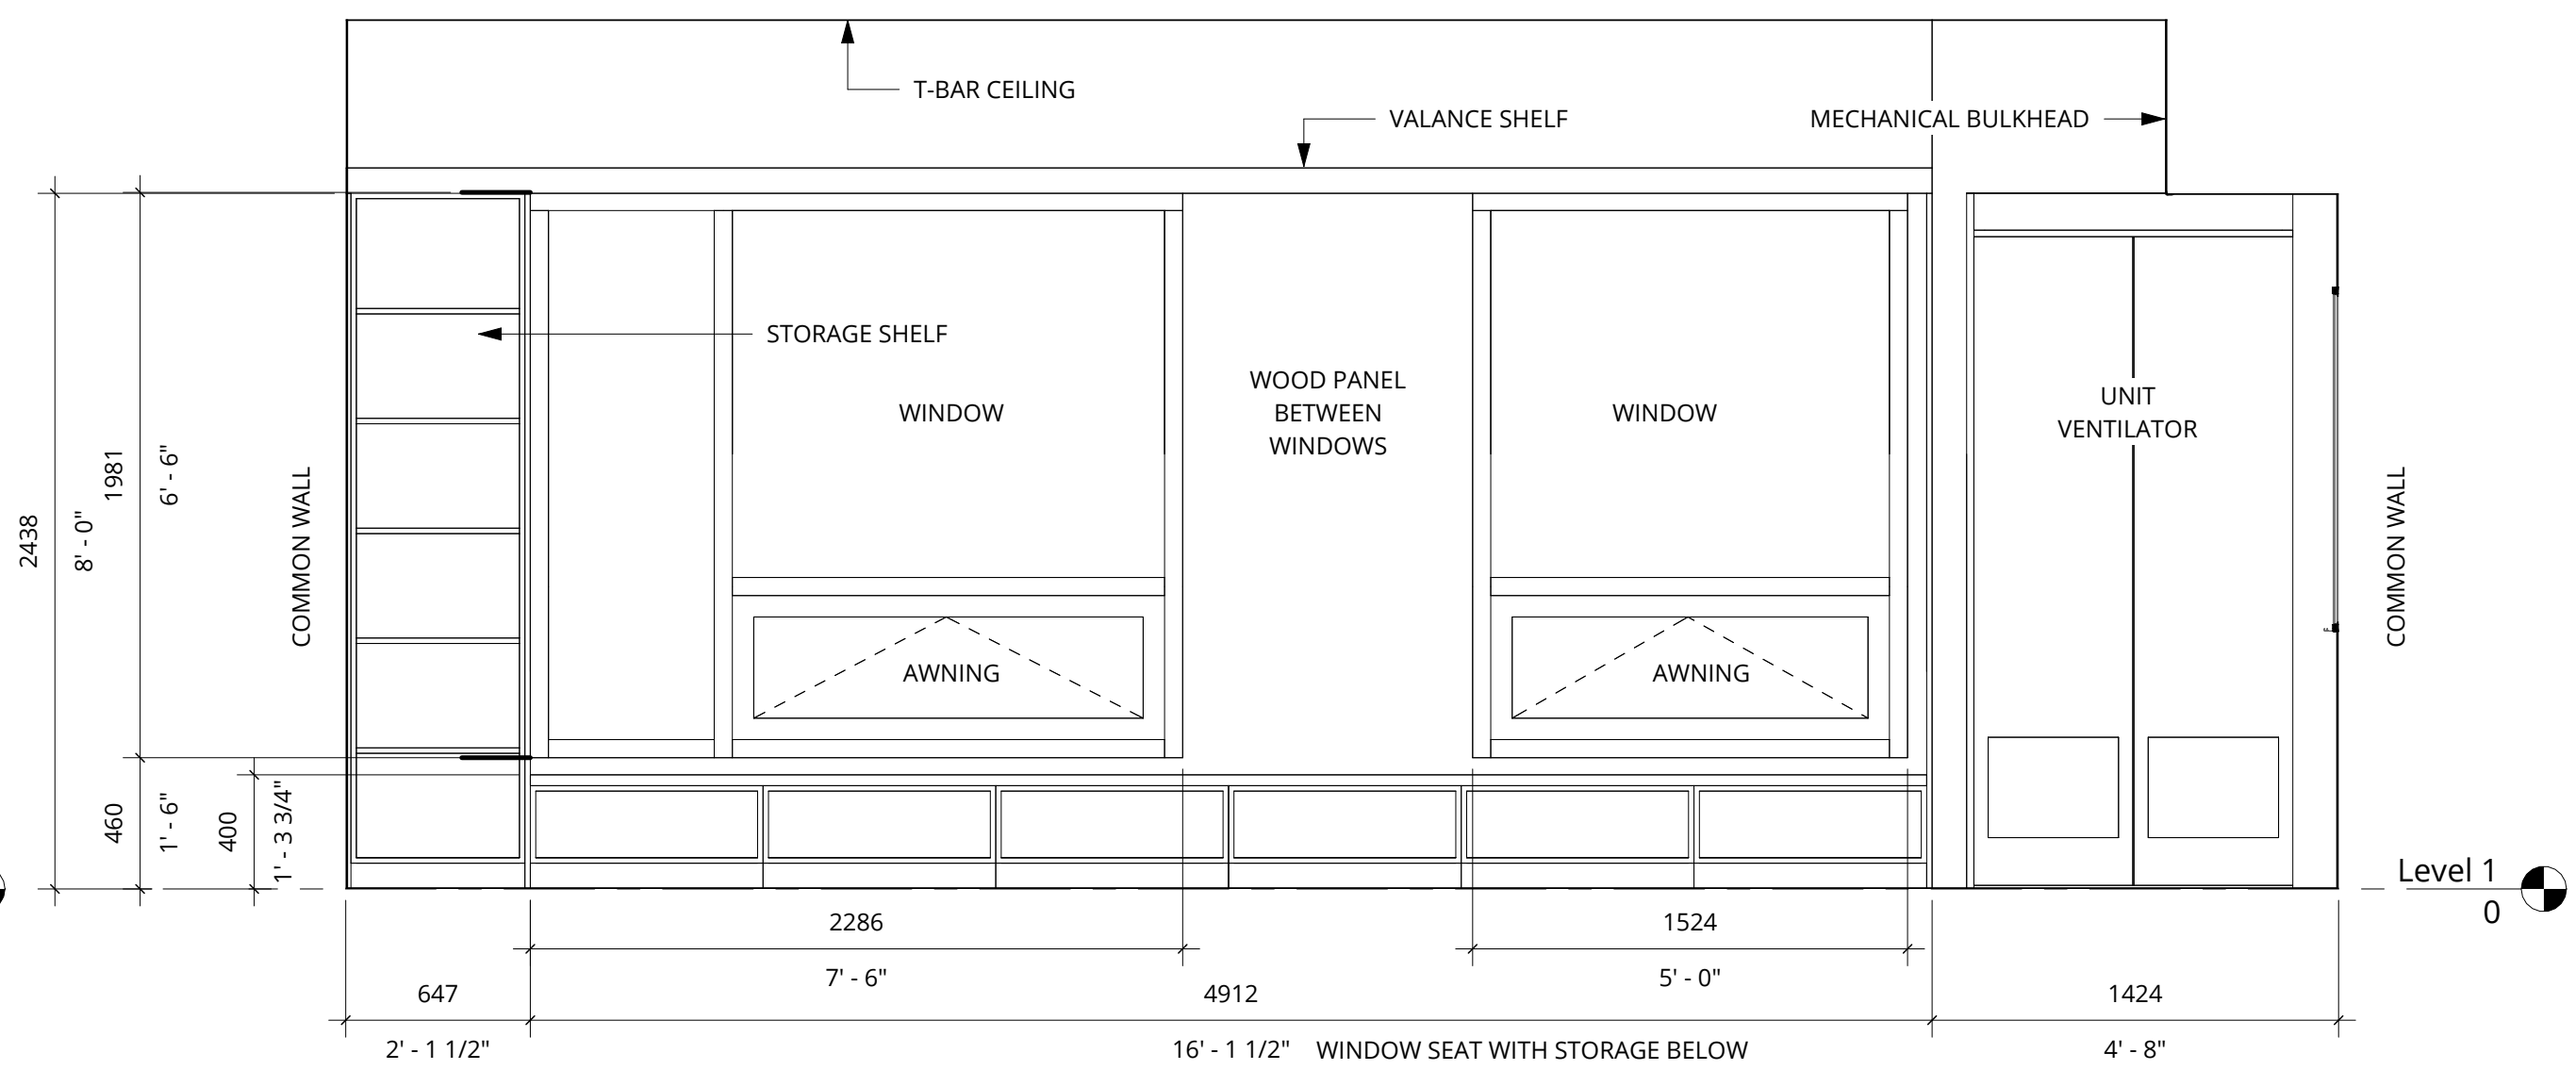 T-BAR CEILING
VALANCE SHELF
MECHANICAL BULKHEAD
STORAGE SHELF
WINDOW
WOOD PANEL
BETWEEN
WINDOWS
WINDOW
UNIT
VENTILATOR
2438
8' - 0"
1981
6' - 6"
COMMON WALL
COMMON WALL
AWNING
AWNING
460
1' - 6"
400
1' - 3 3/4"
Level 1
0
2286
7' - 6"
1524
5' - 0"
647
2' - 1 1/2"
4912
16' - 1 1/2" WINDOW SEAT WITH STORAGE BELOW
1424
4' - 8"